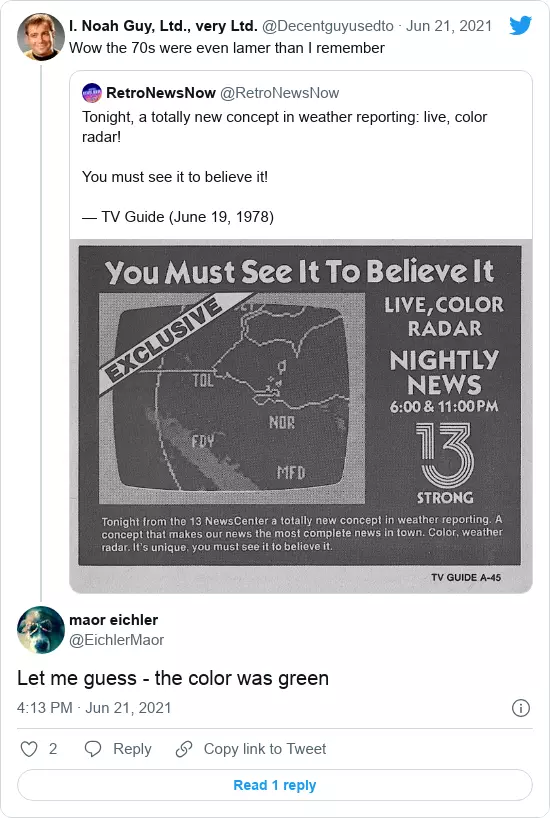 I. Noah Guy, Ltd., very Ltd. @Decentguyusedto · Jun 21, 2021
Wow the 70s were even lamer than I remember
RetroNewsNow @RetroNewsNow
Tonight, a totally new concept in weather reporting: live, color
radar!
You must see it to believe it!
— TV Guide (June 19, 1978)
You Must See It To Believe It
EXCLUSIVE
TOL
NOR
FDY
MFD
LIVE, COLOR
RADAR
NIGHTLY
NEWS
6:00 & 11:00 PM
13
STRONG
Tonight from the 13 NewsCenter a totally new concept in weather reporting. A
concept that makes our news the most complete news in town. Color, weather
radar. It's unique, you must see it to believe it.
TV GUIDE A-45
maor eichler
@EichlerMaor
Let me guess - the color was green
4:13 PM · Jun 21, 2021
2 Reply Copy link to Tweet
Read 1 reply